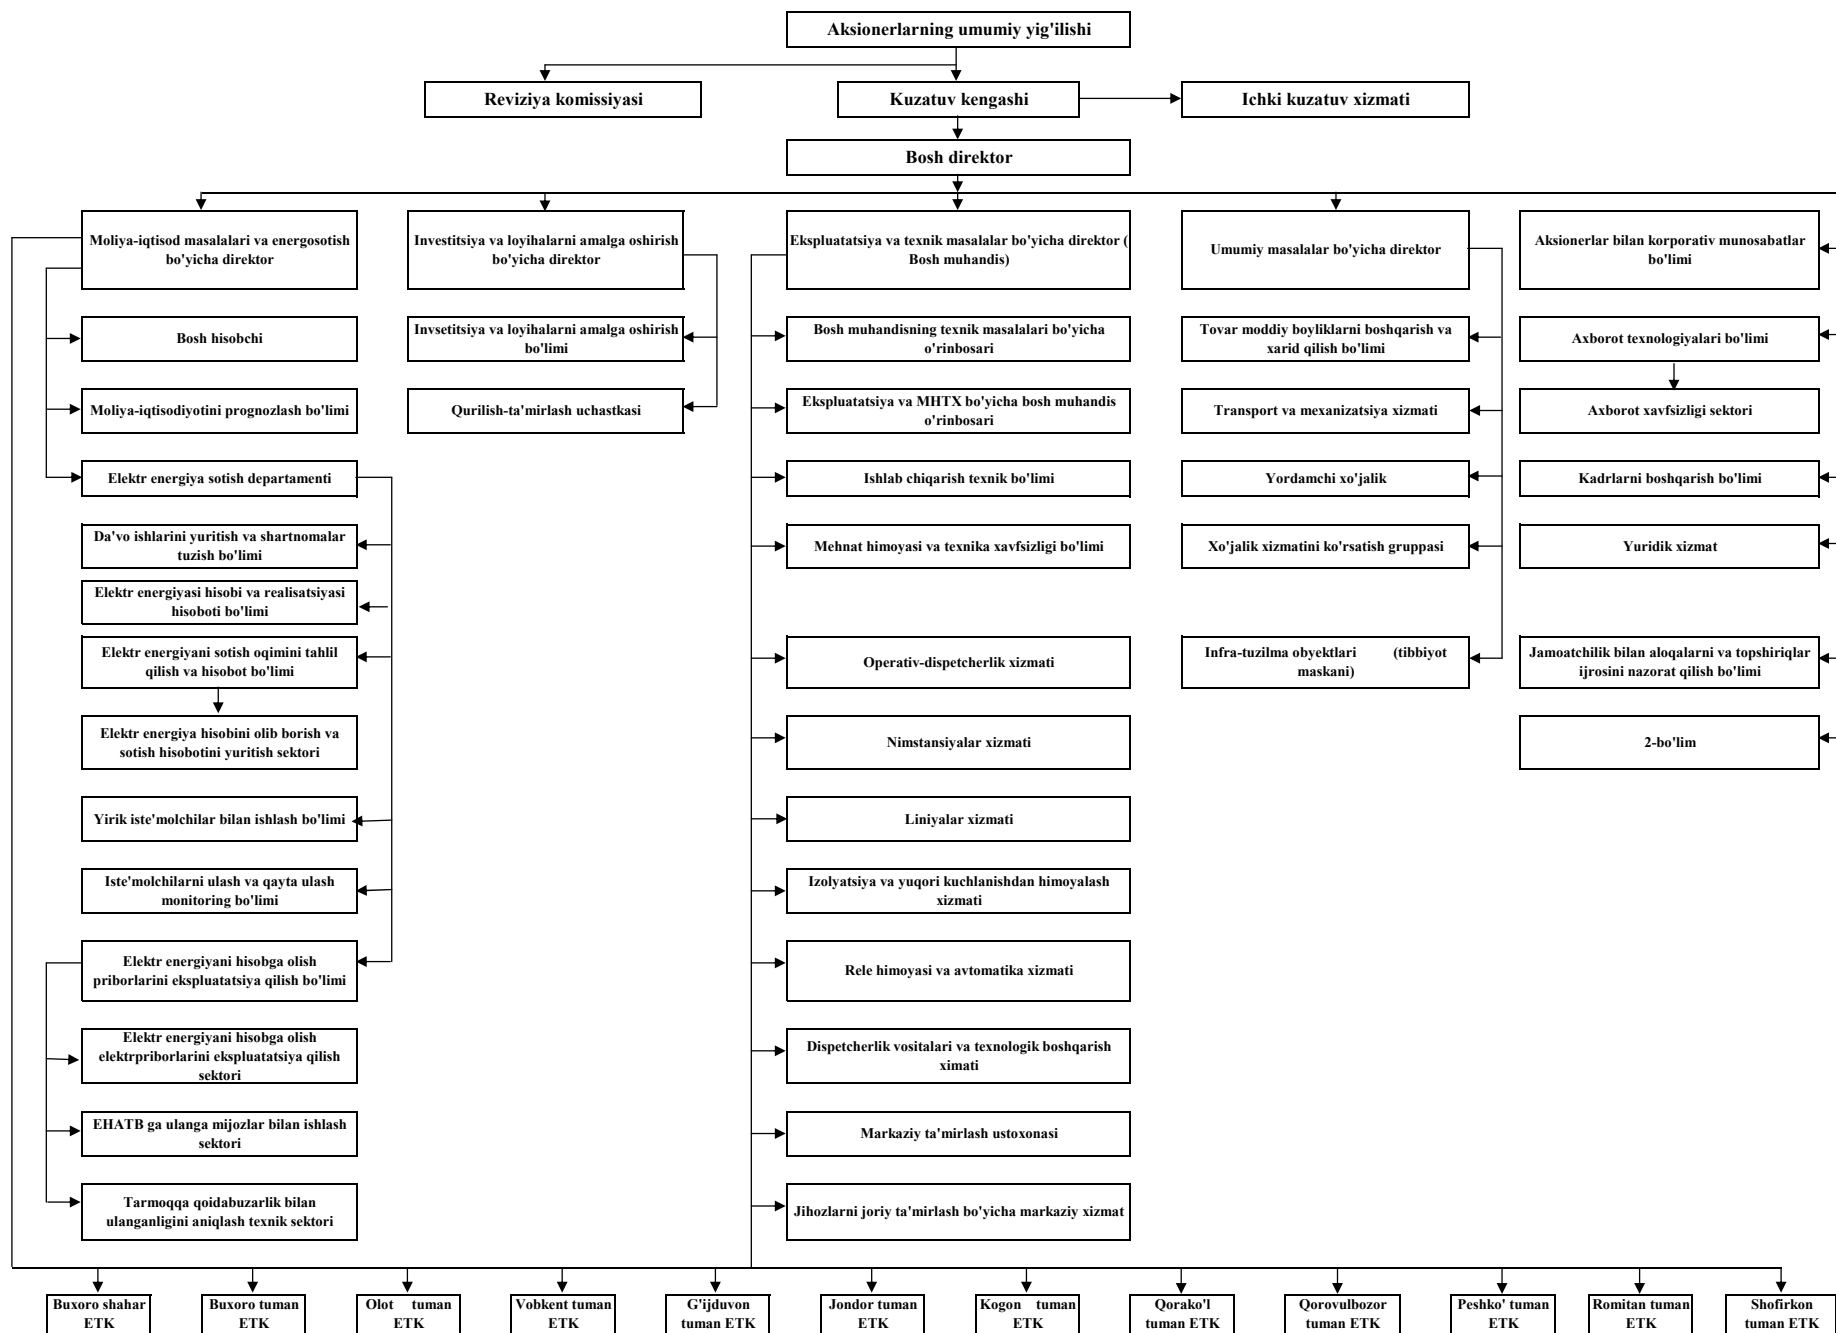 Aksionerlarning umumiy yig'ilishi
Reviziya komissiyasi
Kuzatuv kengashi
Ichki kuzatuv xizmati
Bosh direktor
Moliya-iqtisod masalalari va energosotish
bo'yicha direktor
Investitsiya va loyihalarni amalga oshirish
bo'yicha direktor
Ekspluatatsiya va texnik masalalar bo'yicha direktor (
Bosh muhandis)
Umumiy masalalar bo'yicha direktor
Aksionerlar bilan korporativ munosabatlar
bo'limi
Bosh hisobchi
Invsetitsiya va loyihalarni amalga oshirish
bo'limi
Bosh muhandisning texnik masalalari bo'yicha
o'rinbosari
Tovar moddiy boyliklarni boshqarish va
xarid qilish bo'limi
Axborot texnologiyalari bo'limi
Moliya-iqtisodiyotini prognozlash bo'limi
Qurilish-ta'mirlash uchastkasi
Ekspluatatsiya va MHTX bo'yicha bosh muhandis
o'rinbosari
Transport va mexanizatsiya xizmati
Axborot xavfsizligi sektori
Elektr energiya sotish departamenti
Ishlab chiqarish texnik bo'limi
Yordamchi xo'jalik
Kadrlarni boshqarish bo'limi
Da'vo ishlarini yuritish va shartnomalar
tuzish bo'limi
Mehnat himoyasi va texnika xavfsizligi bo'limi
Xo'jalik xizmatini ko'rsatish gruppasi
Yuridik xizmat
Elektr energiyasi hisobi va realisatsiyasi
hisoboti bo'limi
Elektr energiyani sotish oqimini tahlil
qilish va hisobot bo'limi
Operativ-dispetcherlik xizmati
Infra-tuzilma obyektlari (tibbiyot
maskani)
Jamoatchilik bilan aloqalarni va topshiriqlar
ijrosini nazorat qilish bo'limi
Elektr energiya hisobini olib borish va
sotish hisobotini yuritish sektori
Nimstansiyalar xizmati
2-bo'lim
Yirik iste'molchilar bilan ishlash bo'limi
Liniyalar xizmati
Iste'molchilarni ulash va qayta ulash
monitoring bo'limi
Izolyatsiya va yuqori kuchlanishdan himoyalash
xizmati
Elektr energiyani hisobga olish
priborlarini ekspluatatsiya qilish bo'limi
Rele himoyasi va avtomatika xizmati
Elektr energiyani hisobga olish
elektrpriborlarini ekspluatatsiya qilish
sektori
Dispetcherlik vositalari va texnologik boshqarish
ximati
EHATB ga ulanga mijozlar bilan ishlash
sektori
Markaziy ta'mirlash ustoxonasi
Tarmoqqa qoidabuzarlik bilan
ulanganligini aniqlash texnik sektori
Jihozlarni joriy ta'mirlash bo'yicha markaziy xizmat
Buxoro shahar
ETK
Buxoro tuman
ETK
Olot tuman
ETK
Vobkent tuman
ETK
G'ijduvon
tuman ETK
Jondor tuman
ETK
Kogon tuman
ETK
Qorako'l
tuman ETK
Qorovulbozor
tuman ETK
Peshko' tuman
ETK
Romitan tuman
ETK
Shofirkon
tuman ETK